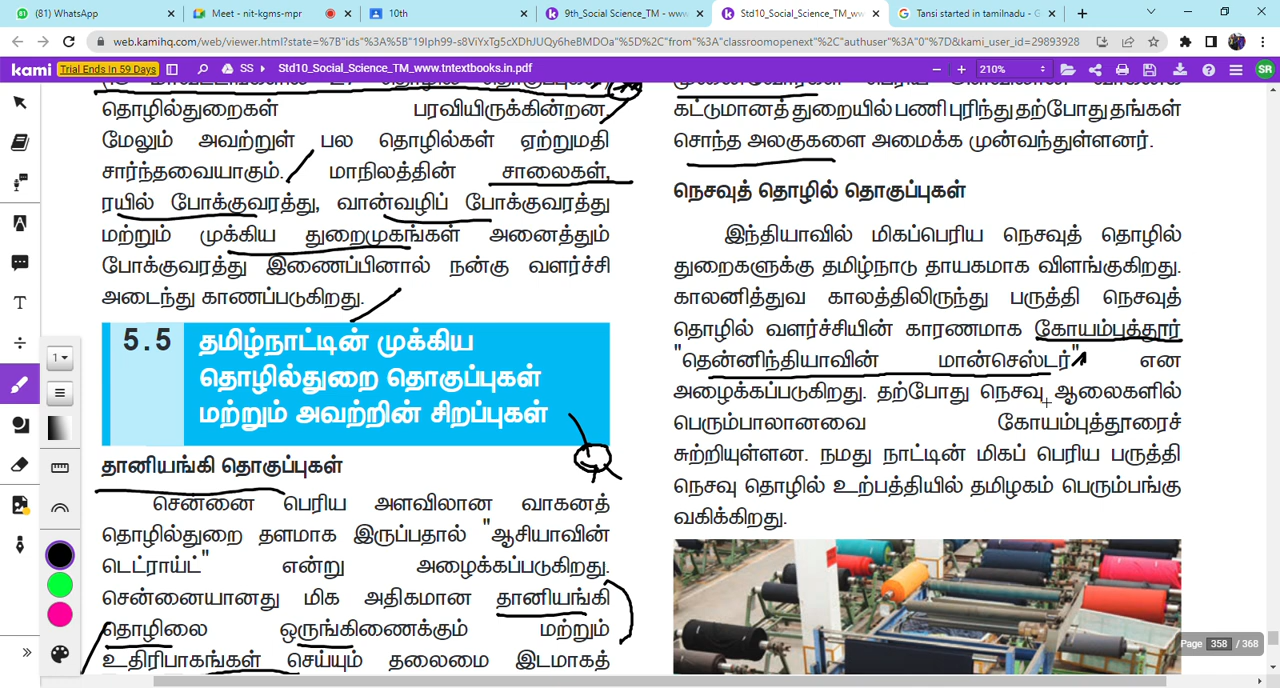 (81) WhatsApp
Meet - nit-kgms-mpr
10th
9th_Social Science_TM - www
Std10_Social_Science_TM_www
Tansi started in tamilnadu - G
web.kamihq.com/web/viewer.html?state=%7B"ids"%3A%5B"19Iph99-s8ViYxTg5cXDhJUQy6heBMDOa"%5D%2C"from"%3A"classroomopenext"%2C"authuser"%3A"0"%7D&kami_user_id=29893928
kami
Trial Ends In 59 Days
SS
Std10_Social_Science_TM_www.tntextbooks.in.pdf
210%
SR
தொழில்துறைகள் பரவியிருக்கின்றன.
மேலும் அவற்றுள் பல தொழில்கள் ஏற்றுமதி
சார்ந்தவையாகும். மாநிலத்தின் சாலைகள்,
ரயில் போக்குவரத்து, வான்வழிப் போக்குவரத்து
மற்றும் முக்கிய துறைமுகங்கள் அனைத்தும்
போக்குவரத்து இணைப்பினால் நன்கு வளர்ச்சி
அடைந்து காணப்படுகிறது.
5.5 தமிழ்நாட்டின் முக்கிய
தொழில்துறை தொகுப்புகள்
மற்றும் அவற்றின் சிறப்புகள்
தானியங்கி தொகுப்புகள்
சென்னை பெரிய அளவிலான வாகனத்
தொழில்துறை தளமாக இருப்பதால் "ஆசியாவின்
டெட்ராய்ட்" என்று அழைக்கப்படுகிறது.
சென்னையானது மிக அதிகமான தானியங்கி
தொழிலை ஒருங்கிணைக்கும் மற்றும்
உதிரிபாகங்கள் செய்யும் தலைமை இடமாகத்
கட்டுமானத் துறையில் பணி புரிந்து தற்போது தங்கள்
சொந்த அலகுகளை அமைக்க முன்வந்துள்ளனர்.
நெசவுத் தொழில் தொகுப்புகள்
இந்தியாவில் மிகப்பெரிய நெசவுத் தொழில்
துறைகளுக்கு தமிழ்நாடு தாயகமாக விளங்குகிறது.
காலனித்துவ காலத்திலிருந்து பருத்தி நெசவுத்
தொழில் வளர்ச்சியின் காரணமாக கோயம்புத்தூர்
"தென்னிந்தியாவின் மான்செஸ்டர்" என
அழைக்கப்படுகிறது. தற்போது நெசவு ஆலைகளில்
பெரும்பாலானவை கோயம்புத்தூரைச்
சுற்றியுள்ளன. நமது நாட்டின் மிகப் பெரிய பருத்தி
நெசவு தொழில் உற்பத்தியில் தமிழகம் பெரும்பங்கு
வகிக்கிறது.
1
Page 358 / 368